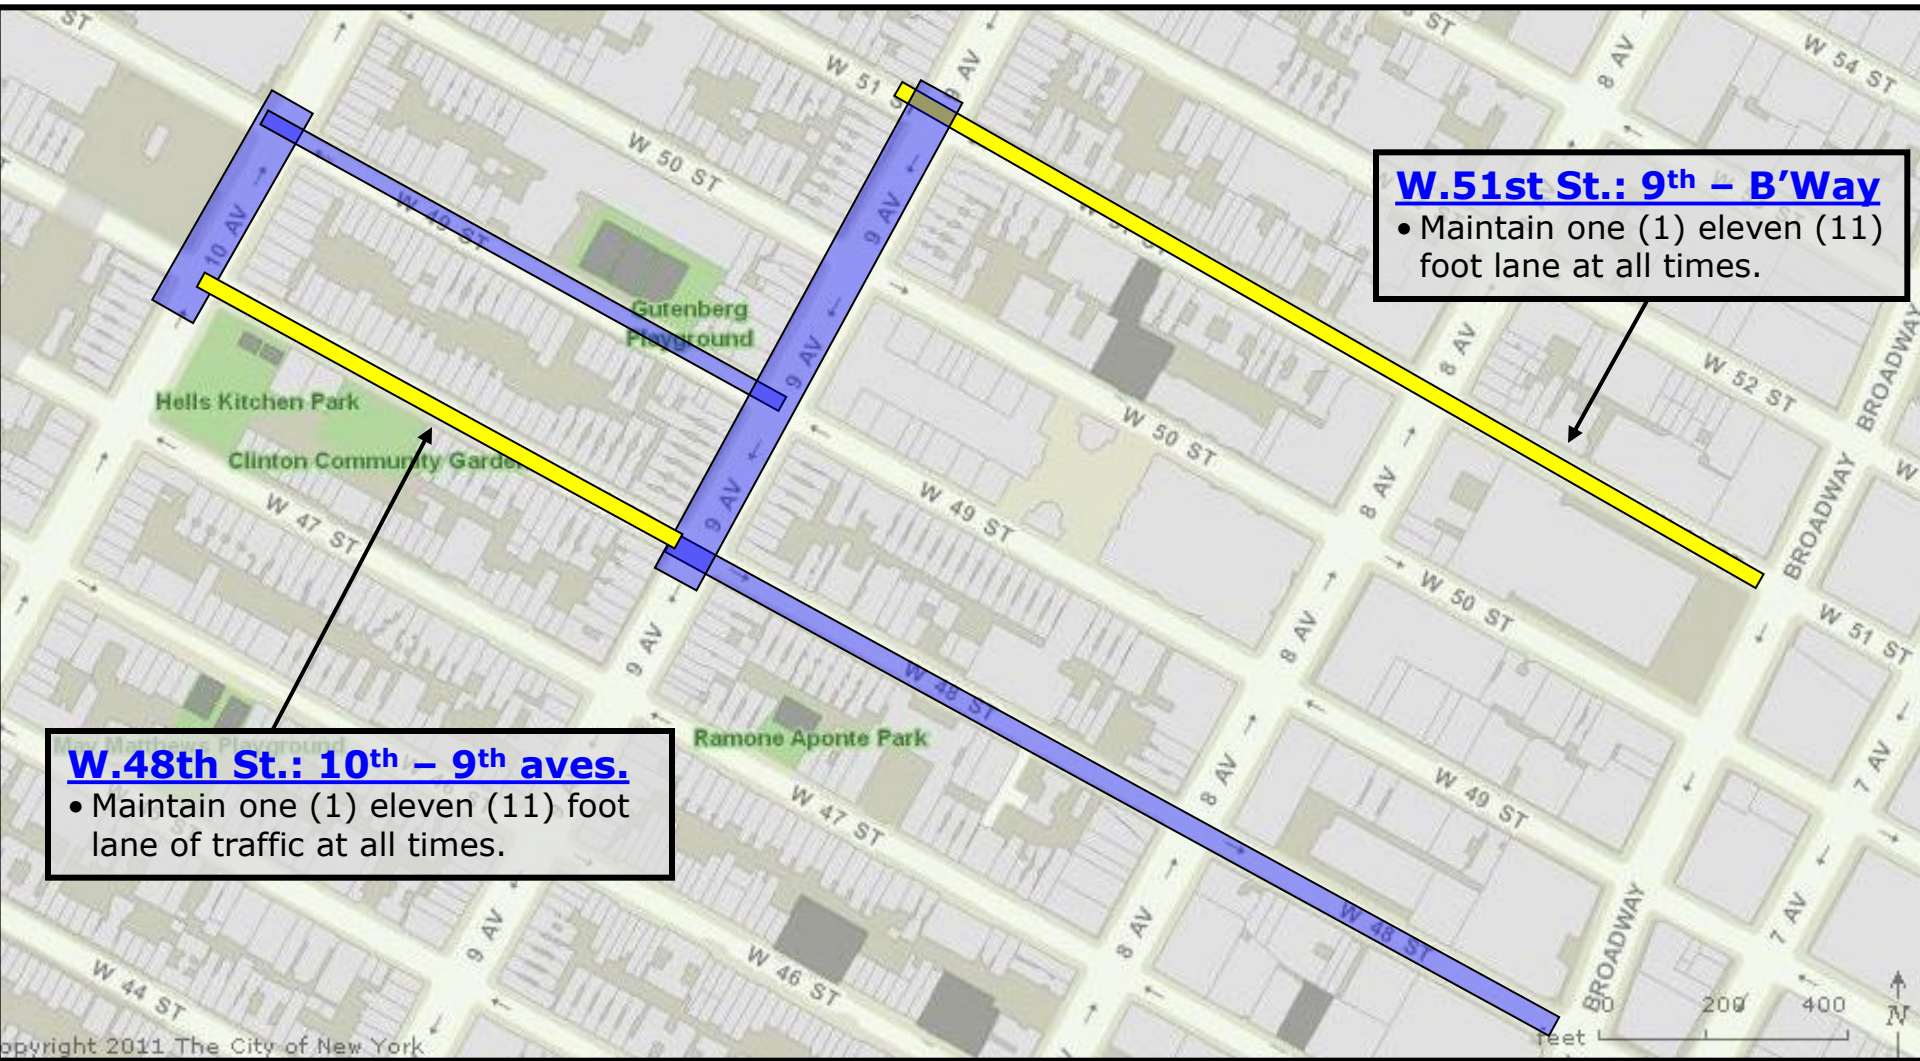 ST
W 51 S
9 AV
8 AV
ST
W 54 ST
W 50 ST
W.51st St.: 9th – B'Way
• Maintain one (1) eleven (11)
foot lane at all times.
10 AV
W 49 ST
9 AV
Gutenberg
Playground
9 AV
8 AV
W 52 ST
BROADWAY
Hells Kitchen Park
Clinton Community Garden
W 50 ST
8 AV
W
9 AV
W 49 ST
W 47 ST
BROADWAY
W 50 ST
W 51 ST
9 AV
8 AV
W 48 ST
Ramone Aponte Park
May Matthews Playground
W.48th St.: 10th – 9th aves.
• Maintain one (1) eleven (11) foot
lane of traffic at all times.
8 AV
7 AV
W 47 ST
W 49 ST
9 AV
8 AV
W 48 ST
7 AV
BROADWAY
W 46 ST
W 44 ST
0 200 400
feet
N
opyright 2011 The City of New York